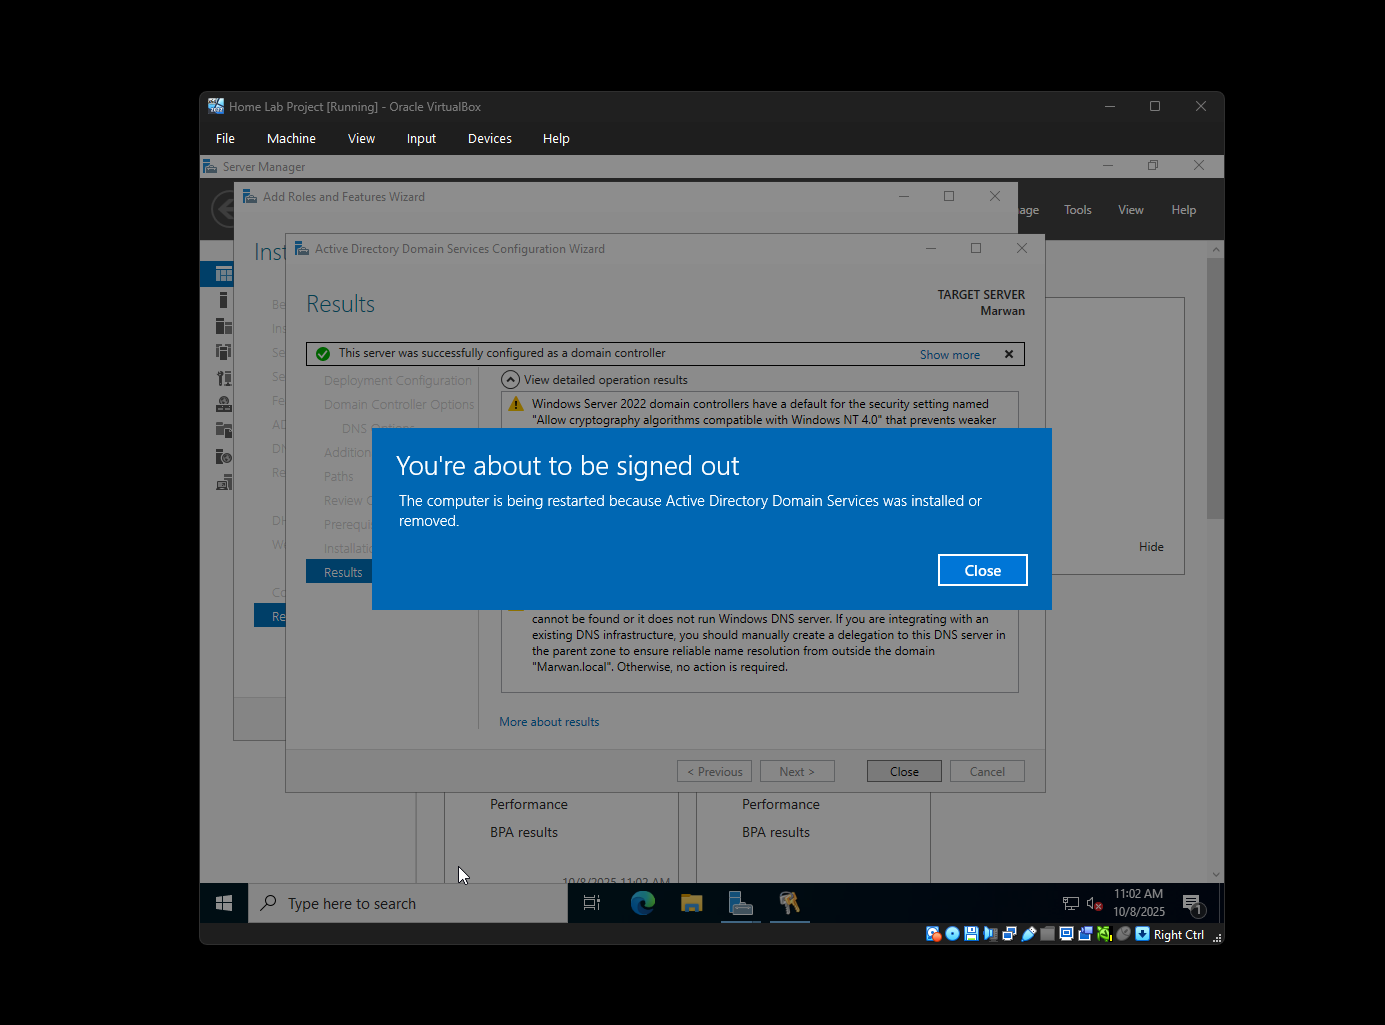 Home Lab Project [Running] - Oracle VirtualBox
File Machine View Input Devices Help
Server Manager
Add Roles and Features Wizard
Tools View Help
Active Directory Domain Services Configuration Wizard
Results
TARGET SERVER
Marwan
This server was successfully configured as a domain controller
Show more
Deployment Configuration
Domain Controller Options
DNS Options
Paths
Results
View detailed operation results
Windows Server 2022 domain controllers have a default for the security setting named
"Allow cryptography algorithms compatible with Windows NT 4.0" that prevents weaker
You're about to be signed out
The computer is being restarted because Active Directory Domain Services was installed or
removed.
Close
Hide
cannot be found or it does not run Windows DNS server. If you are integrating with an
existing DNS infrastructure, you should manually create a delegation to this DNS server in
the parent zone to ensure reliable name resolution from outside the domain
"Marwan.local". Otherwise, no action is required.
More about results
< Previous Next > Close Cancel
Performance Performance
BPA results BPA results
10/8/2025 11:02 AM
Type here to search
11:02 AM
10/8/2025
1
Right Ctrl